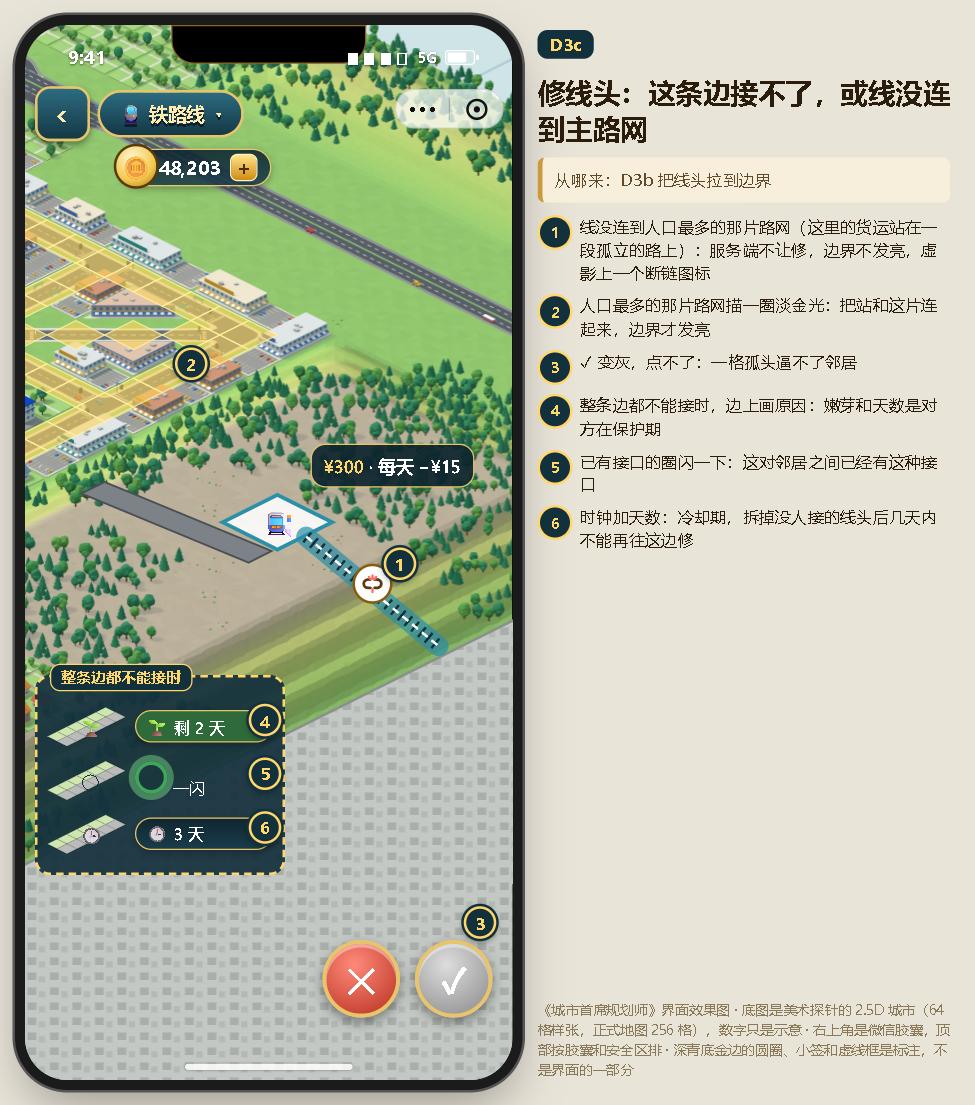 9:41
5G
铁路线
48,203
+
2
¥300 · 每天 −¥15
1
整条边都不能接时
剩 2 天
4
一闪
5
3 天
6
3
D3c
修线头：这条边接不了，或线没连
到主路网
从哪来：D3b 把线头拉到边界
1
线没连到人口最多的那片路网（这里的货运站在一
段孤立的路上）：服务端不让修，边界不发亮，虚
影上一个断链图标
2
人口最多的那片路网描一圈淡金光：把站和这片连
起来，边界才发亮
3
✓ 变灰，点不了：一格孤头逼不了邻居
4
整条边都不能接时，边上画原因：嫩芽和天数是对
方在保护期
5
已有接口的圈闪一下：这对邻居之间已经有这种接
口
6
时钟加天数：冷却期，拆掉没人接的线头后几天内
不能再往这边修
《城市首席规划师》界面效果图 · 底图是美术探针的 2.5D 城市（64
格样张，正式地图 256 格），数字只是示意 · 右上角是微信胶囊，顶
部按胶囊和安全区排 · 深青底金边的圆圈、小签和虚线框是标注，不
是界面的一部分